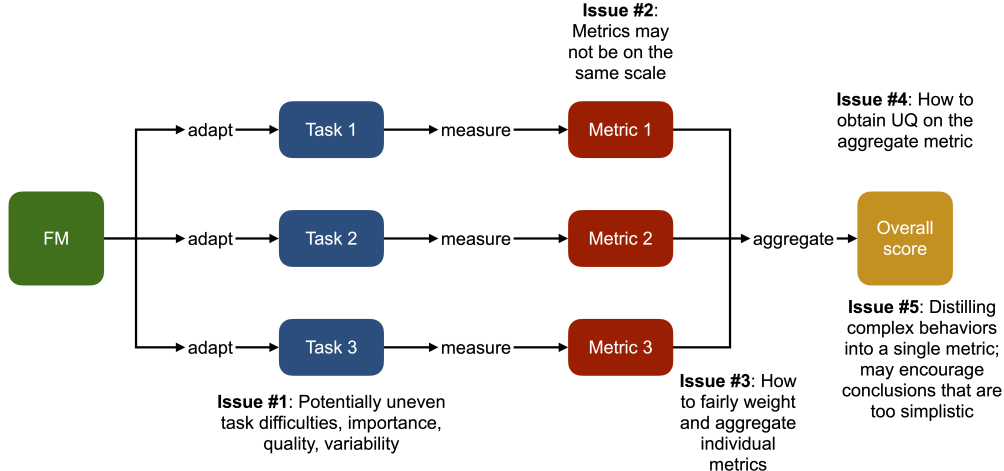 Issue #2:
Metrics may
not be on the
same scale
Issue #4: How to
obtain UQ on the
aggregate metric
adapt
Task 1
measure
Metric 1
FM
adapt
Task 2
measure
Metric 2
aggregate
Overall
score
adapt
Task 3
measure
Metric 3
Issue #1: Potentially uneven
task difficulties, importance,
quality, variability
Issue #3: How
to fairly weight
and aggregate
individual
metrics
Issue #5: Distilling
complex behaviors
into a single metric;
may encourage
conclusions that are
too simplistic